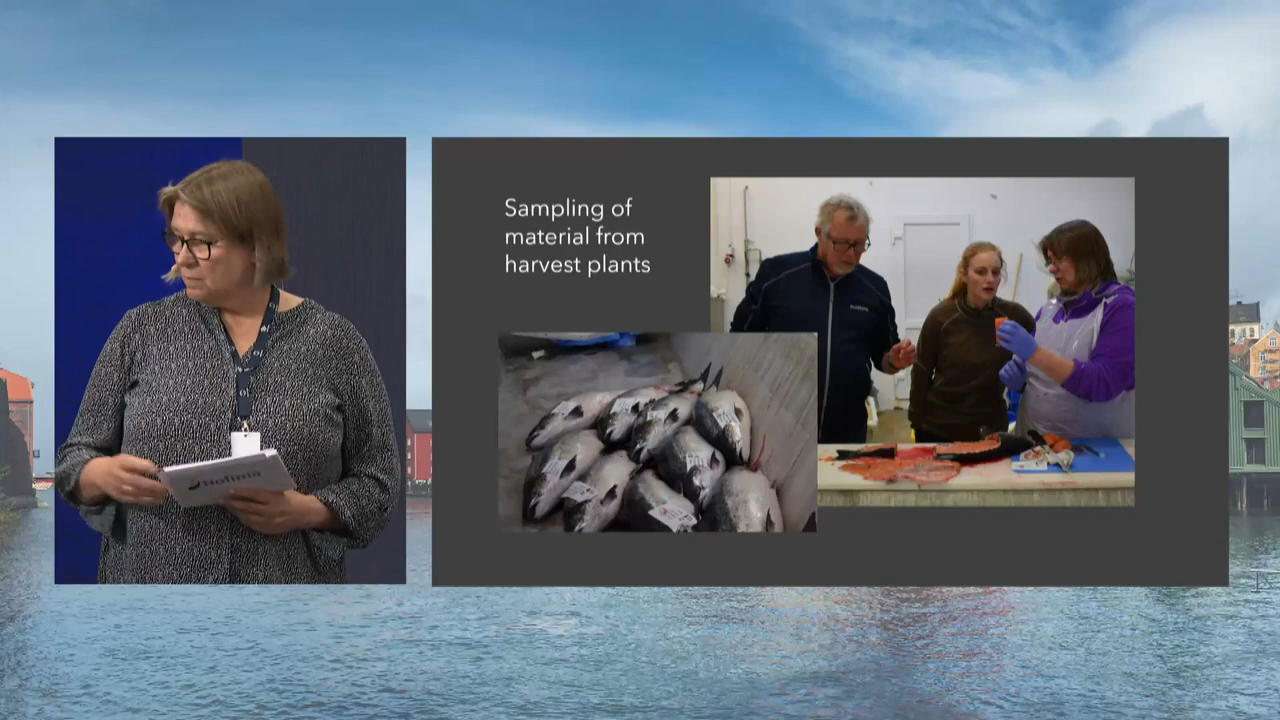 Sampling of
material from
harvest plants
Nofima